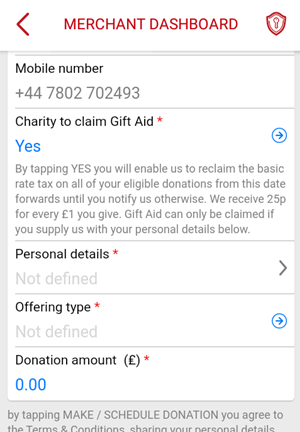 MERCHANT DASHBOARD
Mobile number
+44 7802 702493
Charity to claim Gift Aid *
Yes
By tapping YES you will enable us to reclaim the basic
rate tax on all of your eligible donations from this date
forwards until you notify us otherwise. We receive 25p
for every £1 you give. Gift Aid can only be claimed if
you supply us with your personal details below.
Personal details *
Not defined
Offering type *
Not defined
Donation amount (£) *
0.00
by tapping MAKE / SCHEDULE DONATION you agree to
the Terms & Conditions, sharing your personal details